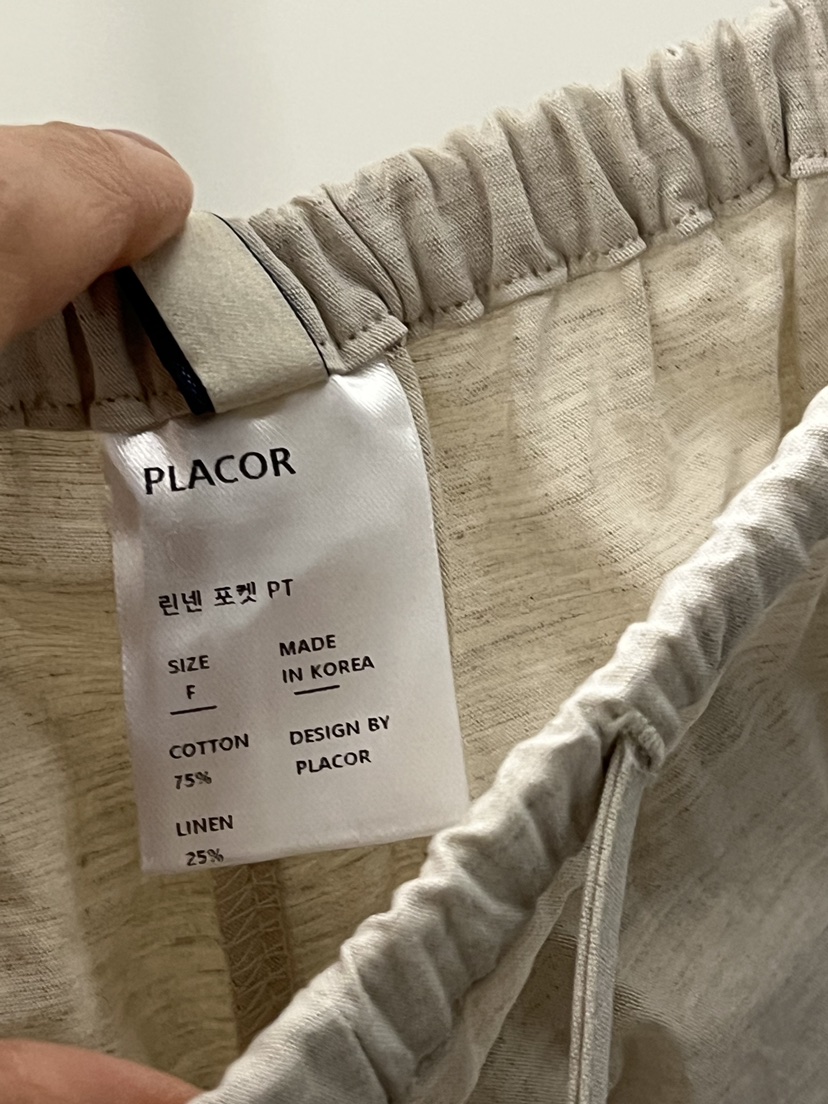 PLACOR
린넨 포켓 PT
SIZE
F
MADE
IN KOREA
COTTON
75%
DESIGN BY
PLACOR
LINEN
25%